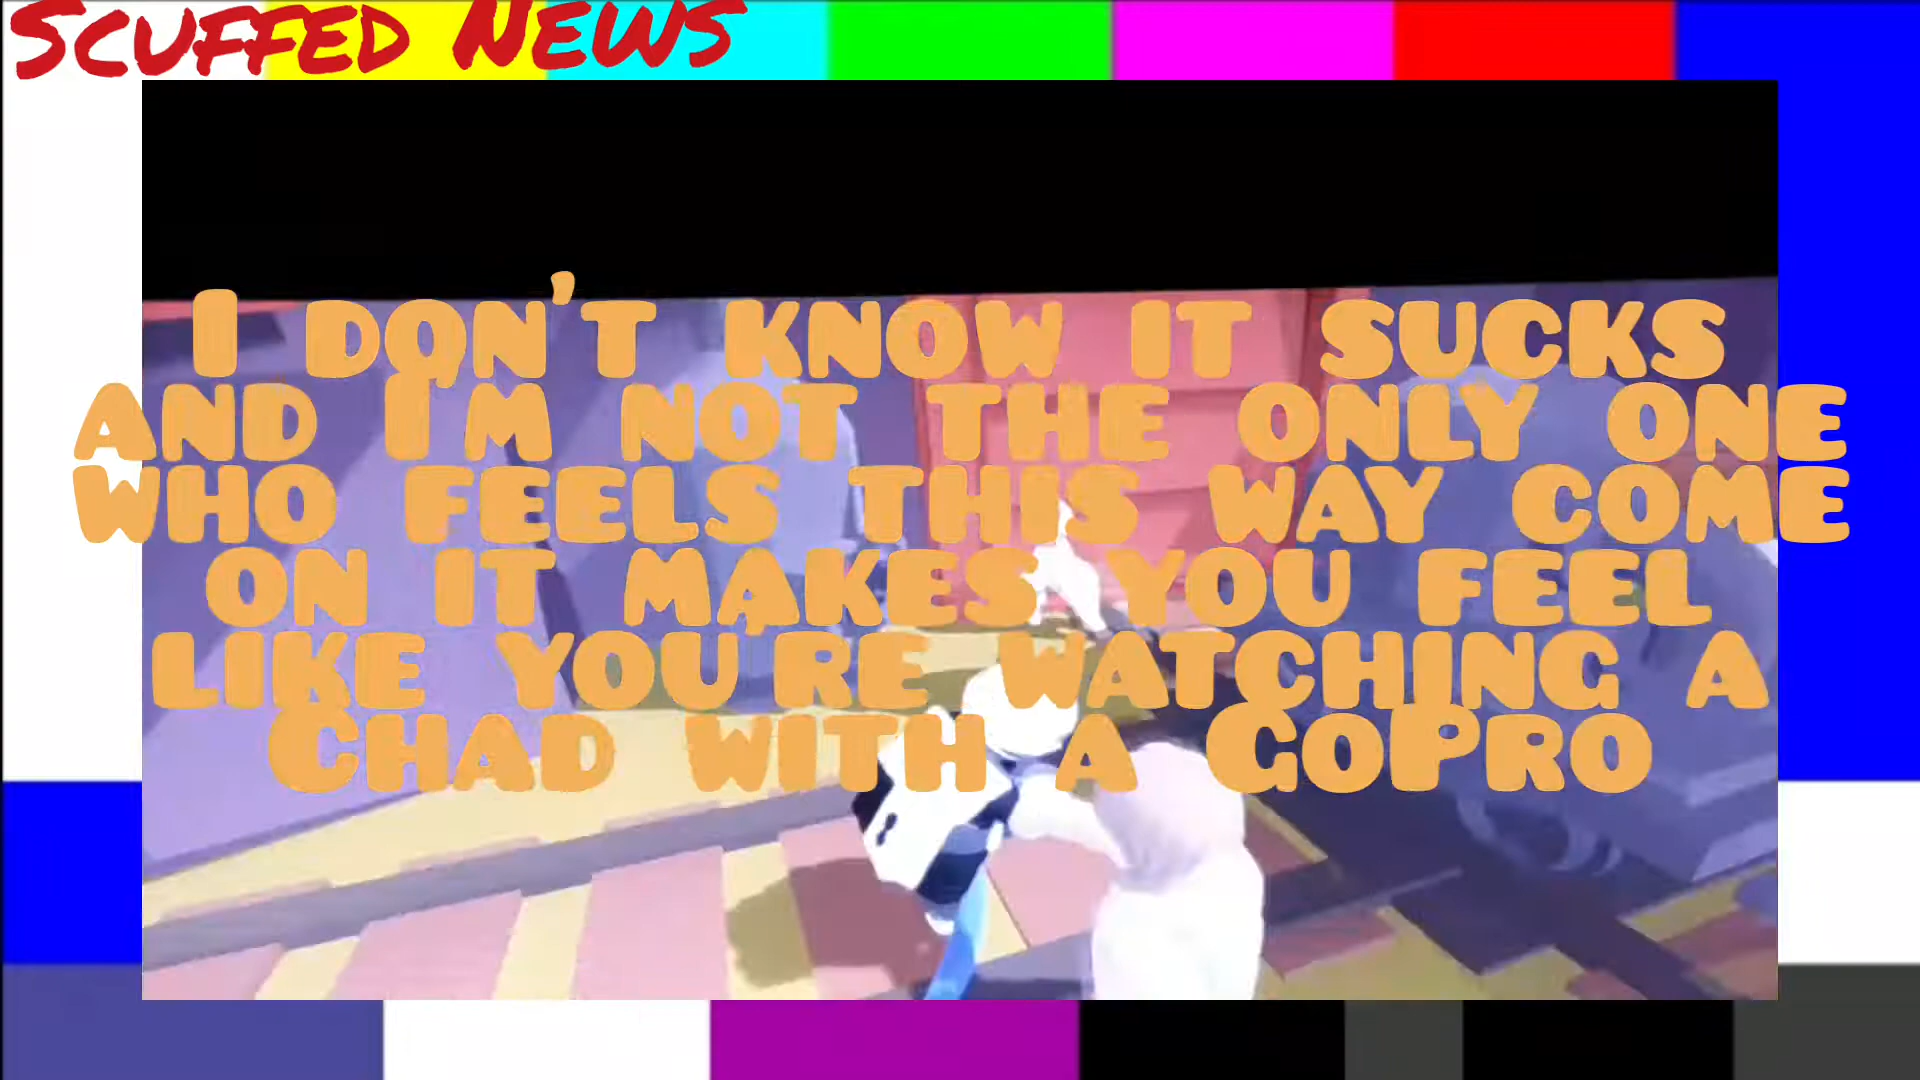 Scuffed News
I don't know it sucks
and I'm not the only one
who feels this way come
on it makes you feel
like you're watching a
Chad with a GoPro